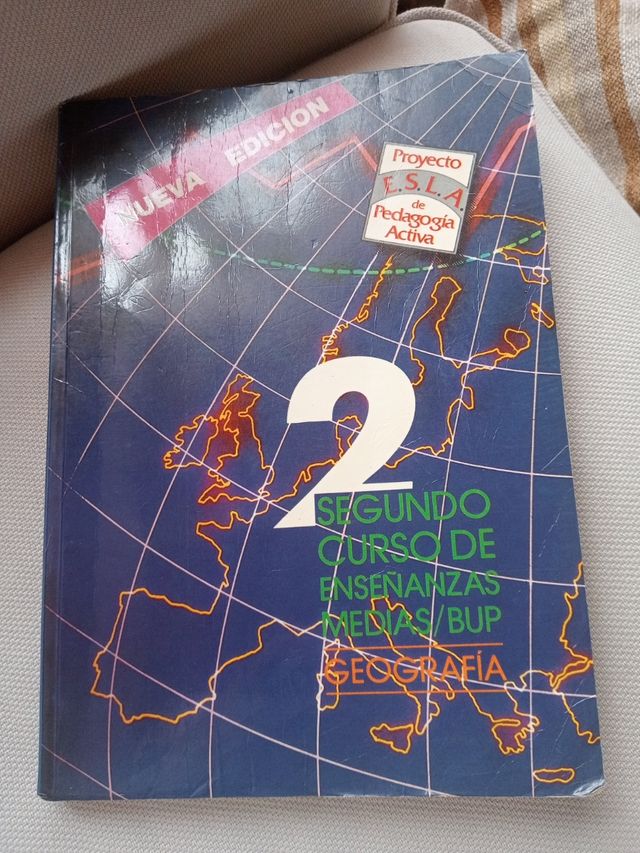 NUEVA EDICION
Proyecto
E.S.L.A.
de
Pedagogía
Activa
2
SEGUNDO
CURSO DE
ENSEÑANZAS
MEDIAS/BUP
GEOGRAFÍA